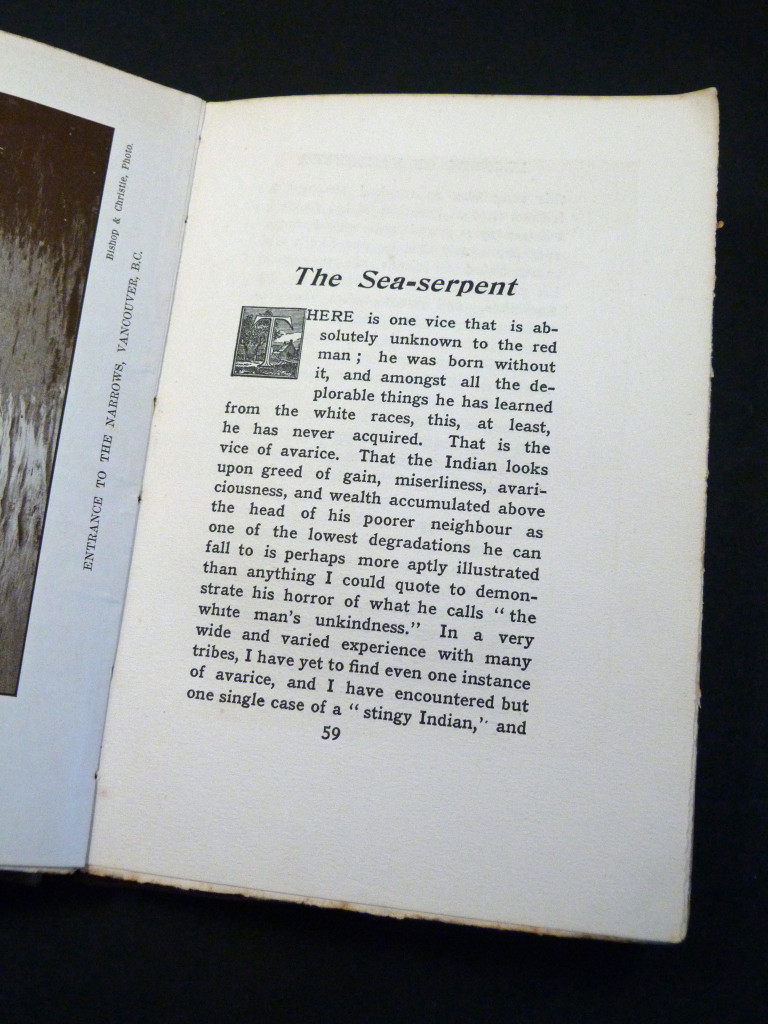 Bishop & Christie, Photo.
ENTRANCE TO THE NARROWS, VANCOUVER, B.C.
The Sea-serpent
THERE is one vice that is ab-
solutely unknown to the red
man; he was born without
it, and amongst all the de-
plorable things he has learned
from the white races, this, at least,
he has never acquired. That is the
vice of avarice. That the Indian looks
upon greed of gain, miserliness, avari-
ciousness, and wealth accumulated above
the head of his poorer neighbour as
one of the lowest degradations he can
fall to is perhaps more aptly illustrated
than anything I could quote to demon-
strate his horror of what he calls "the
white man's unkindness." In a very
wide and varied experience with many
tribes, I have yet to find even one instance
of avarice, and I have encountered but
one single case of a "stingy Indian," and
59